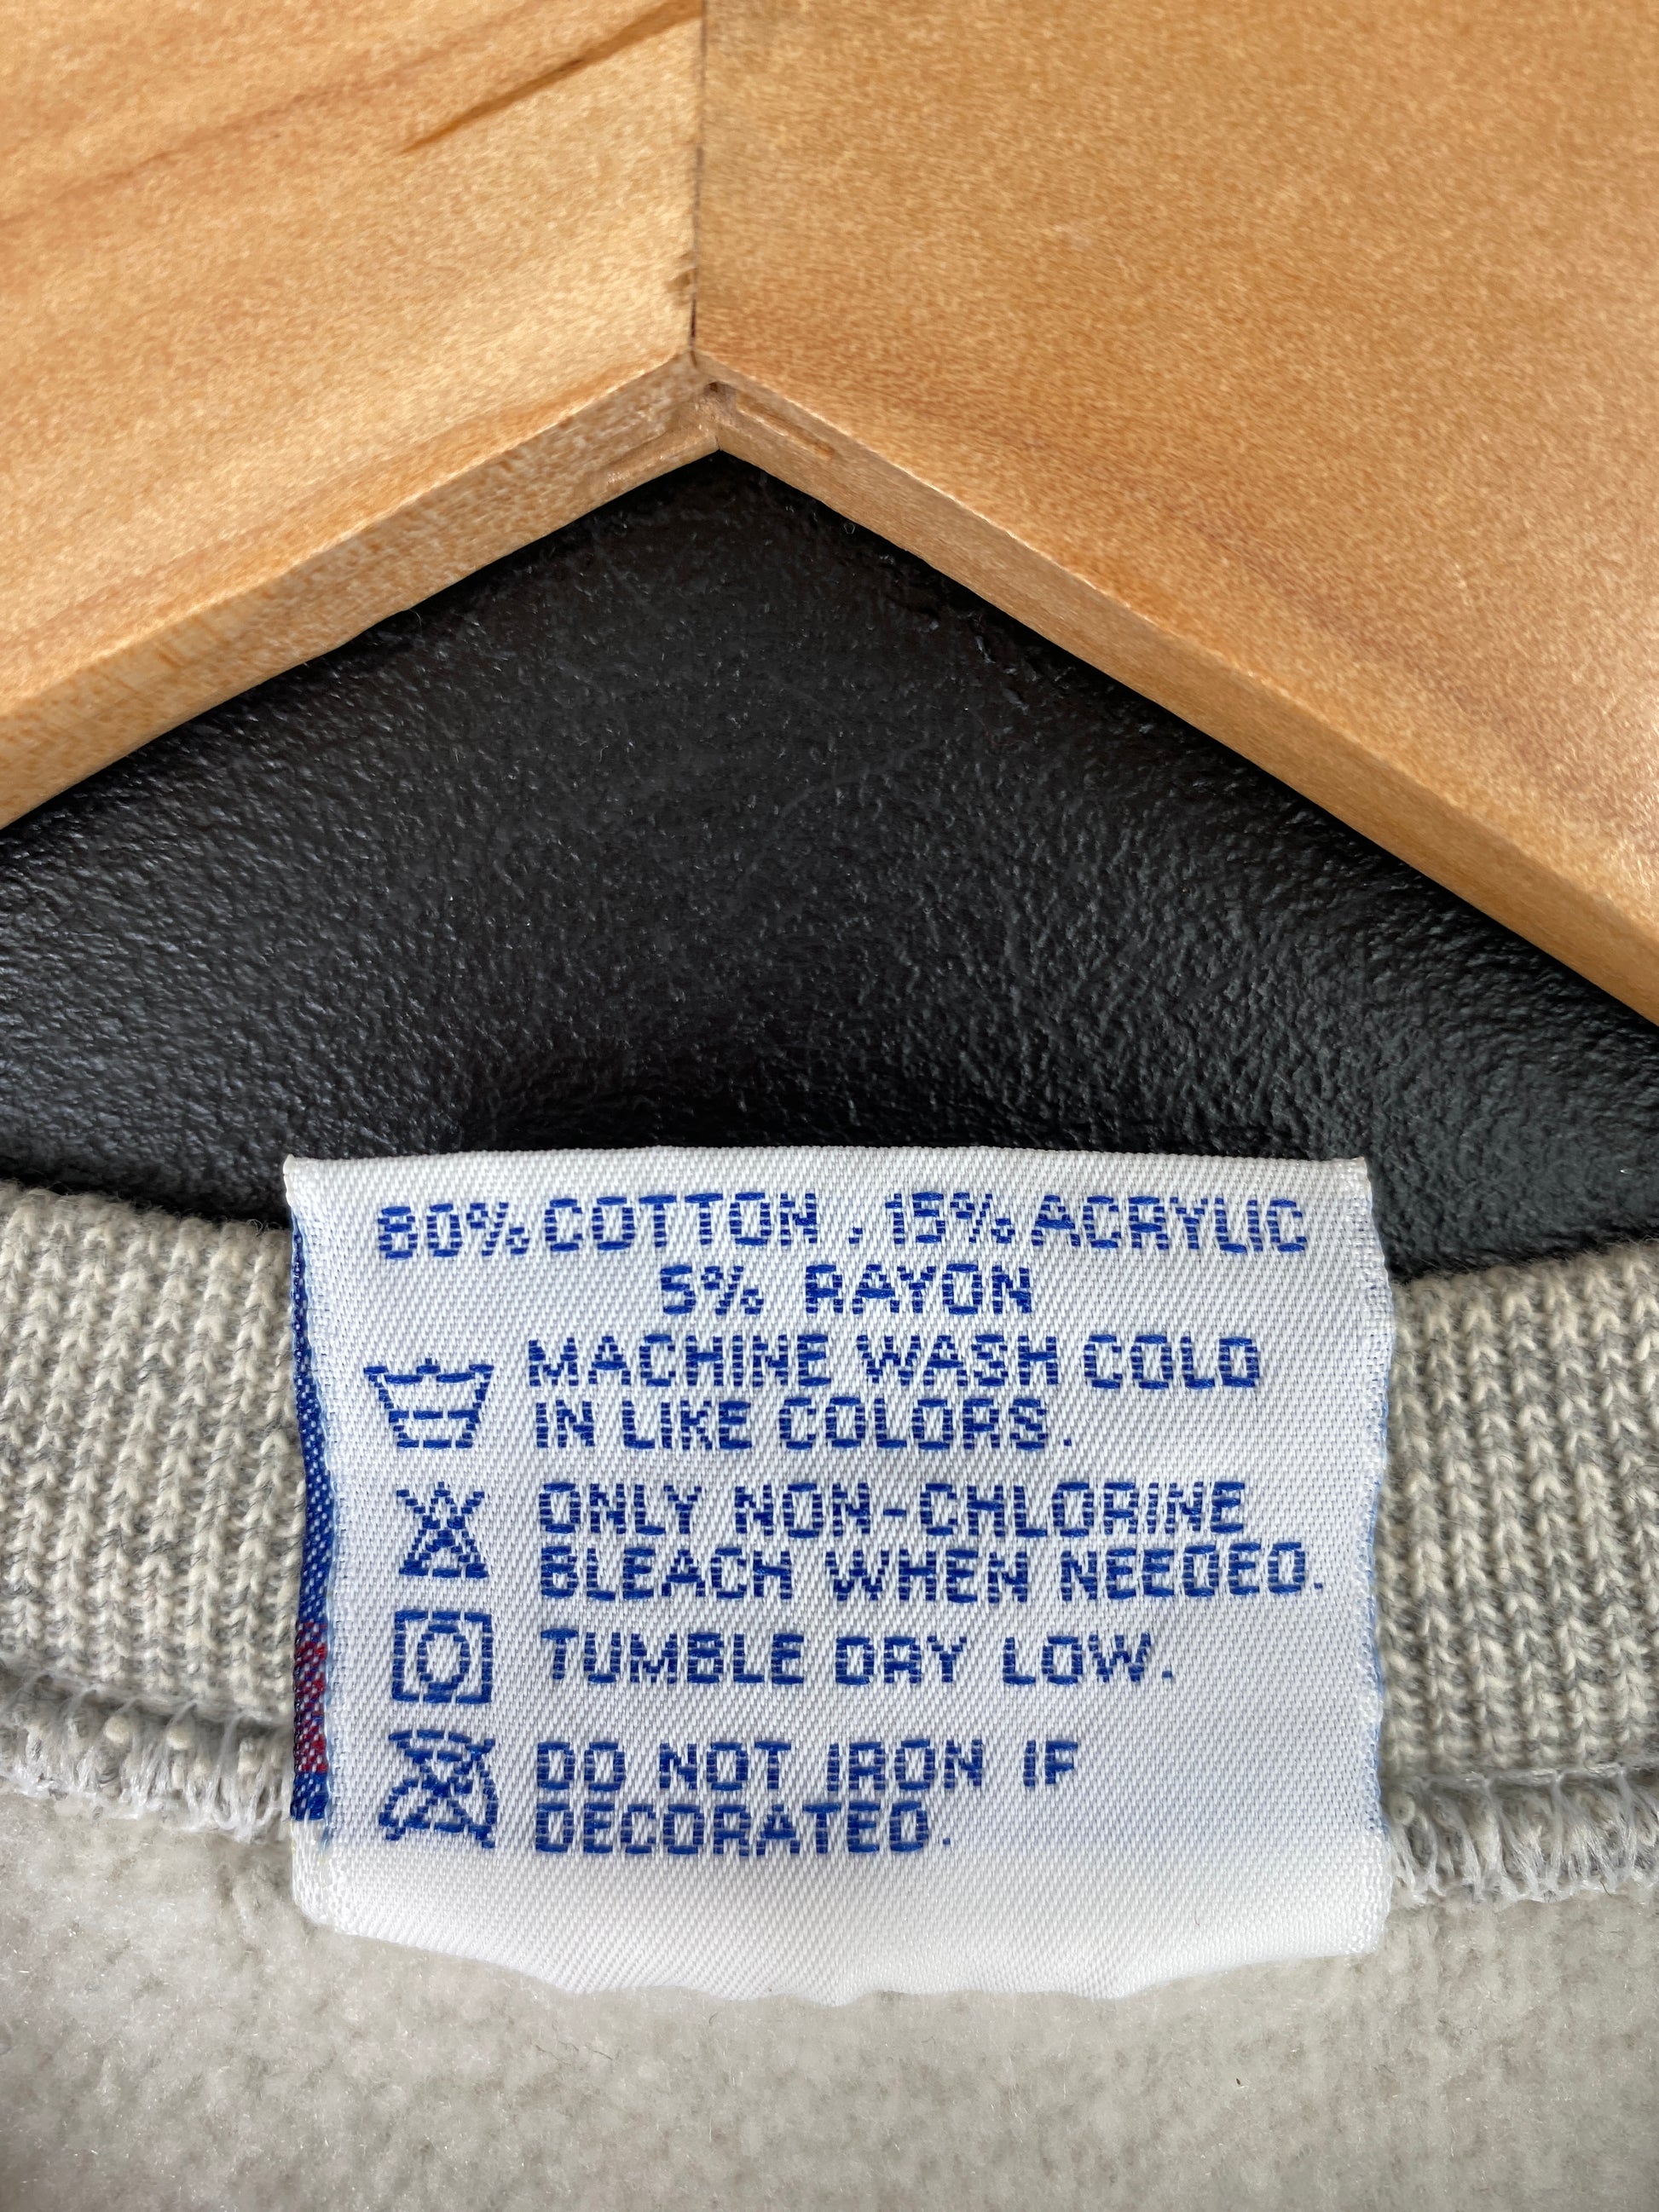 80% COTTON . 15% ACRYLIC
5% RAYON
MACHINE WASH COLD
IN LIKE COLORS.
ONLY NON-CHLORINE
BLEACH WHEN NEEDED.
TUMBLE DRY LOW.
DO NOT IRON IF
DECORATED.